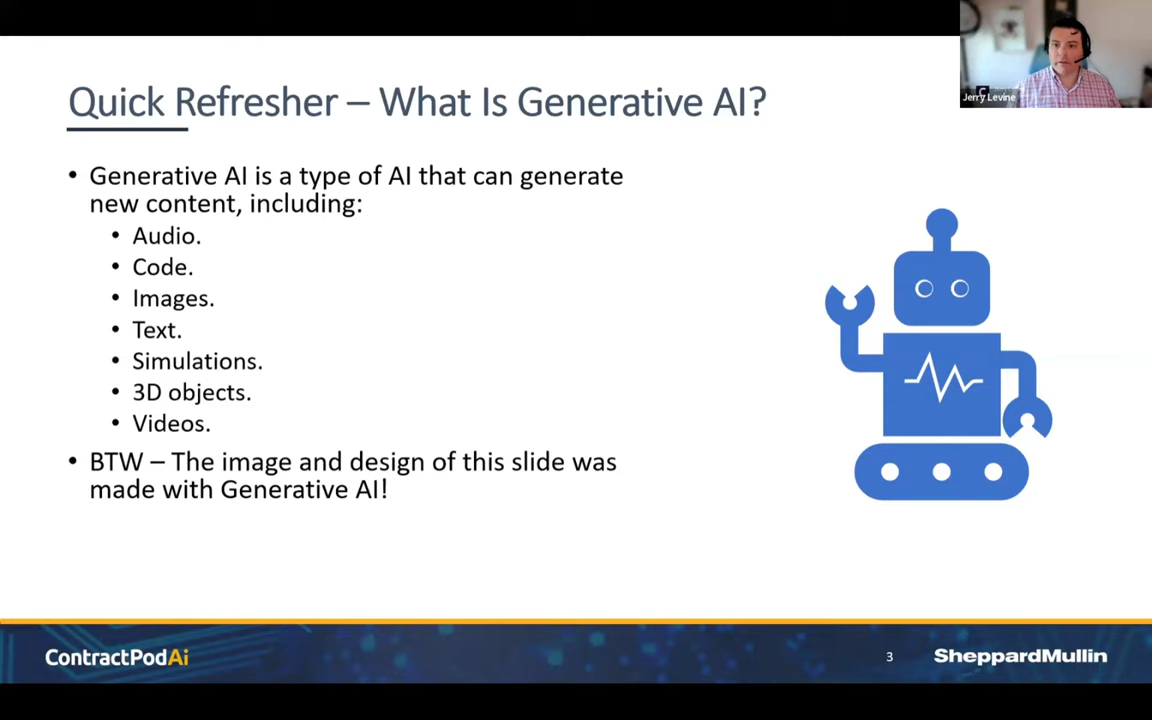 Jerry Levine
Quick Refresher – What Is Generative AI?
• Generative AI is a type of AI that can generate
new content, including:
• Audio.
• Code.
• Images.
• Text.
• Simulations.
• 3D objects.
• Videos.
• BTW – The image and design of this slide was
made with Generative AI!
ContractPodAi
3
SheppardMullin